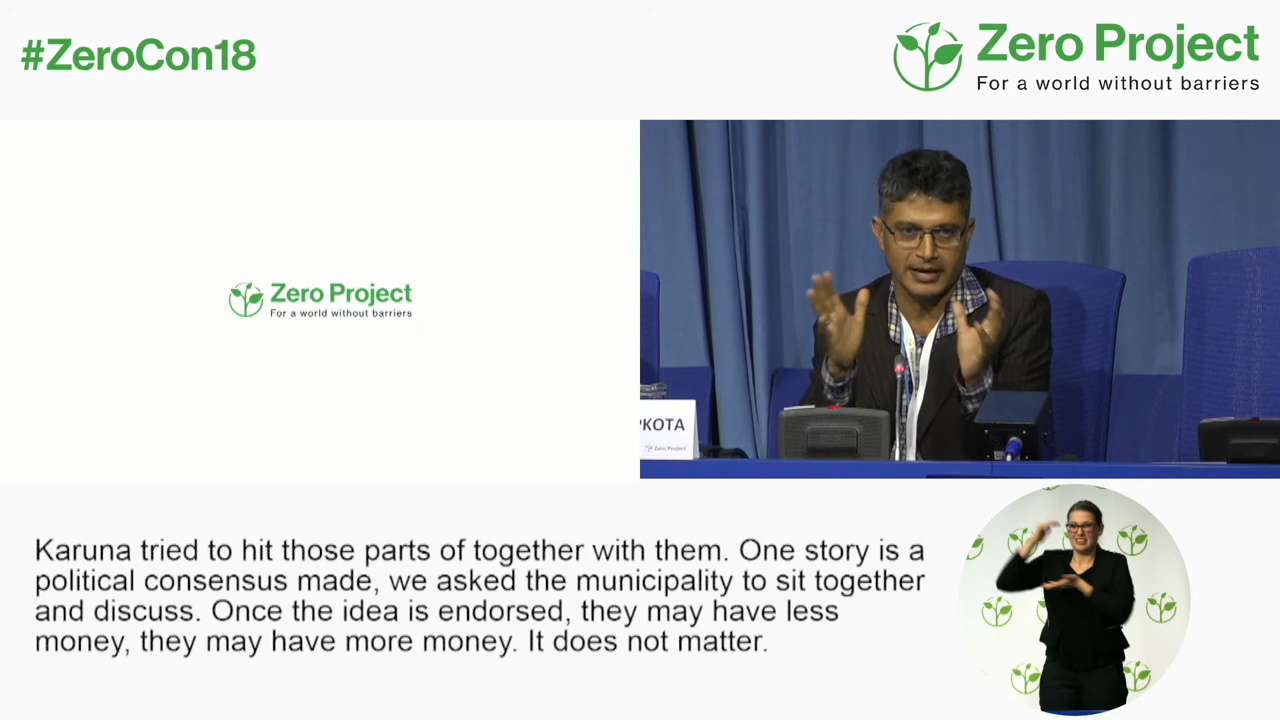 #ZeroCon18
Zero Project
For a world without barriers
Zero Project
For a world without barriers
PKOTA
Zero Project
Karuna tried to hit those parts of together with them. One story is a
political consensus made, we asked the municipality to sit together
and discuss. Once the idea is endorsed, they may have less
money, they may have more money. It does not matter.